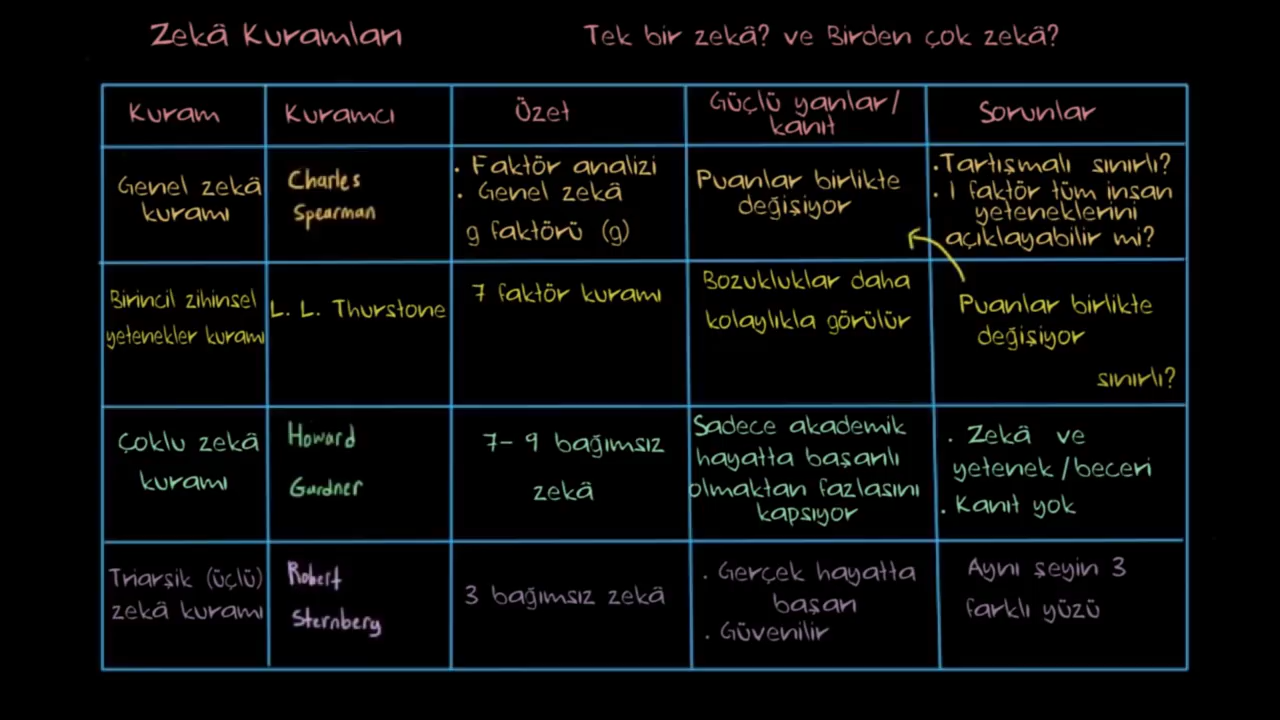 Zekâ Kuramları
Tek bir zekâ? ve Birden çok zekâ?
Kuram
Kuramcı
Özet
Güçlü yanlar/
kanıt
Sorunlar
Genel zekâ
kuramı
Charles
Spearman
· Faktör analizi
· Genel zekâ
g faktörü (g)
Puanlar birlikte
değişiyor
·Tartışmalı sınırlı?
· 1 faktör tüm insan
yeteneklerini
açıklayabilir mi?
Birincil zihinsel
yetenekler kuramı
L. L. Thurstone
7 faktör kuramı
Bozukluklar daha
kolaylıkla görülür
Puanlar birlikte
değişiyor
sınırlı?
Çoklu zekâ
kuramı
Howard
Gardner
7- 9 bağımsız
zekâ
Sadece akademik
hayatta başarılı
olmaktan fazlasını
kapsıyor
· Zekâ ve
yetenek/beceri
· Kanıt yok
Triarşik (üçlü)
zekâ kuramı
Robert
Sternberg
3 bağımsız zekâ
· Gerçek hayatta
başarı
· Güvenilir
Aynı şeyin 3
farklı yüzü